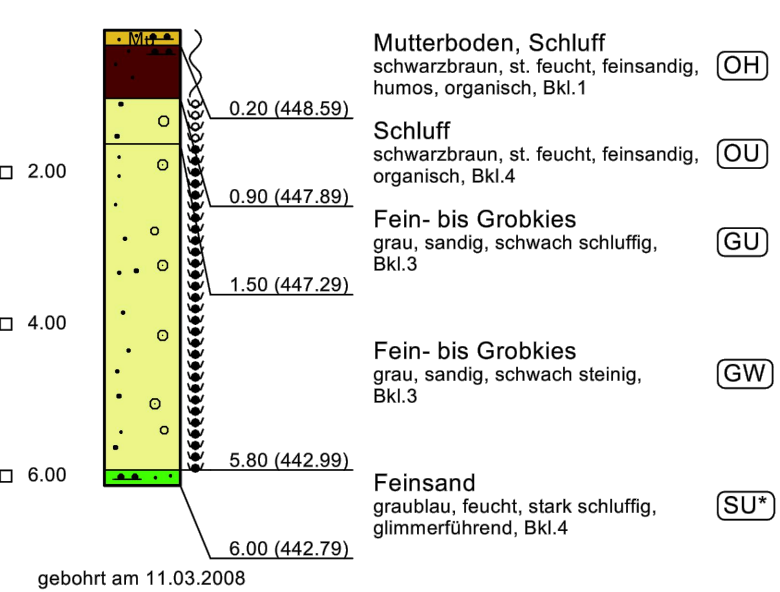 Mu
Mutterboden, Schluff
schwarzbraun, st. feucht, feinsandig,
humos, organisch, Bkl.1
OH
0.20 (448.59)
Schluff
schwarzbraun, st. feucht, feinsandig,
organisch, Bkl.4
OU
2.00
0.90 (447.89)
Fein- bis Grobkies
grau, sandig, schwach schluffig,
Bkl.3
GU
1.50 (447.29)
4.00
Fein- bis Grobkies
grau, sandig, schwach steinig,
Bkl.3
GW
5.80 (442.99)
6.00
Feinsand
graublau, feucht, stark schluffig,
glimmerführend, Bkl.4
SU*
6.00 (442.79)
gebohrt am 11.03.2008